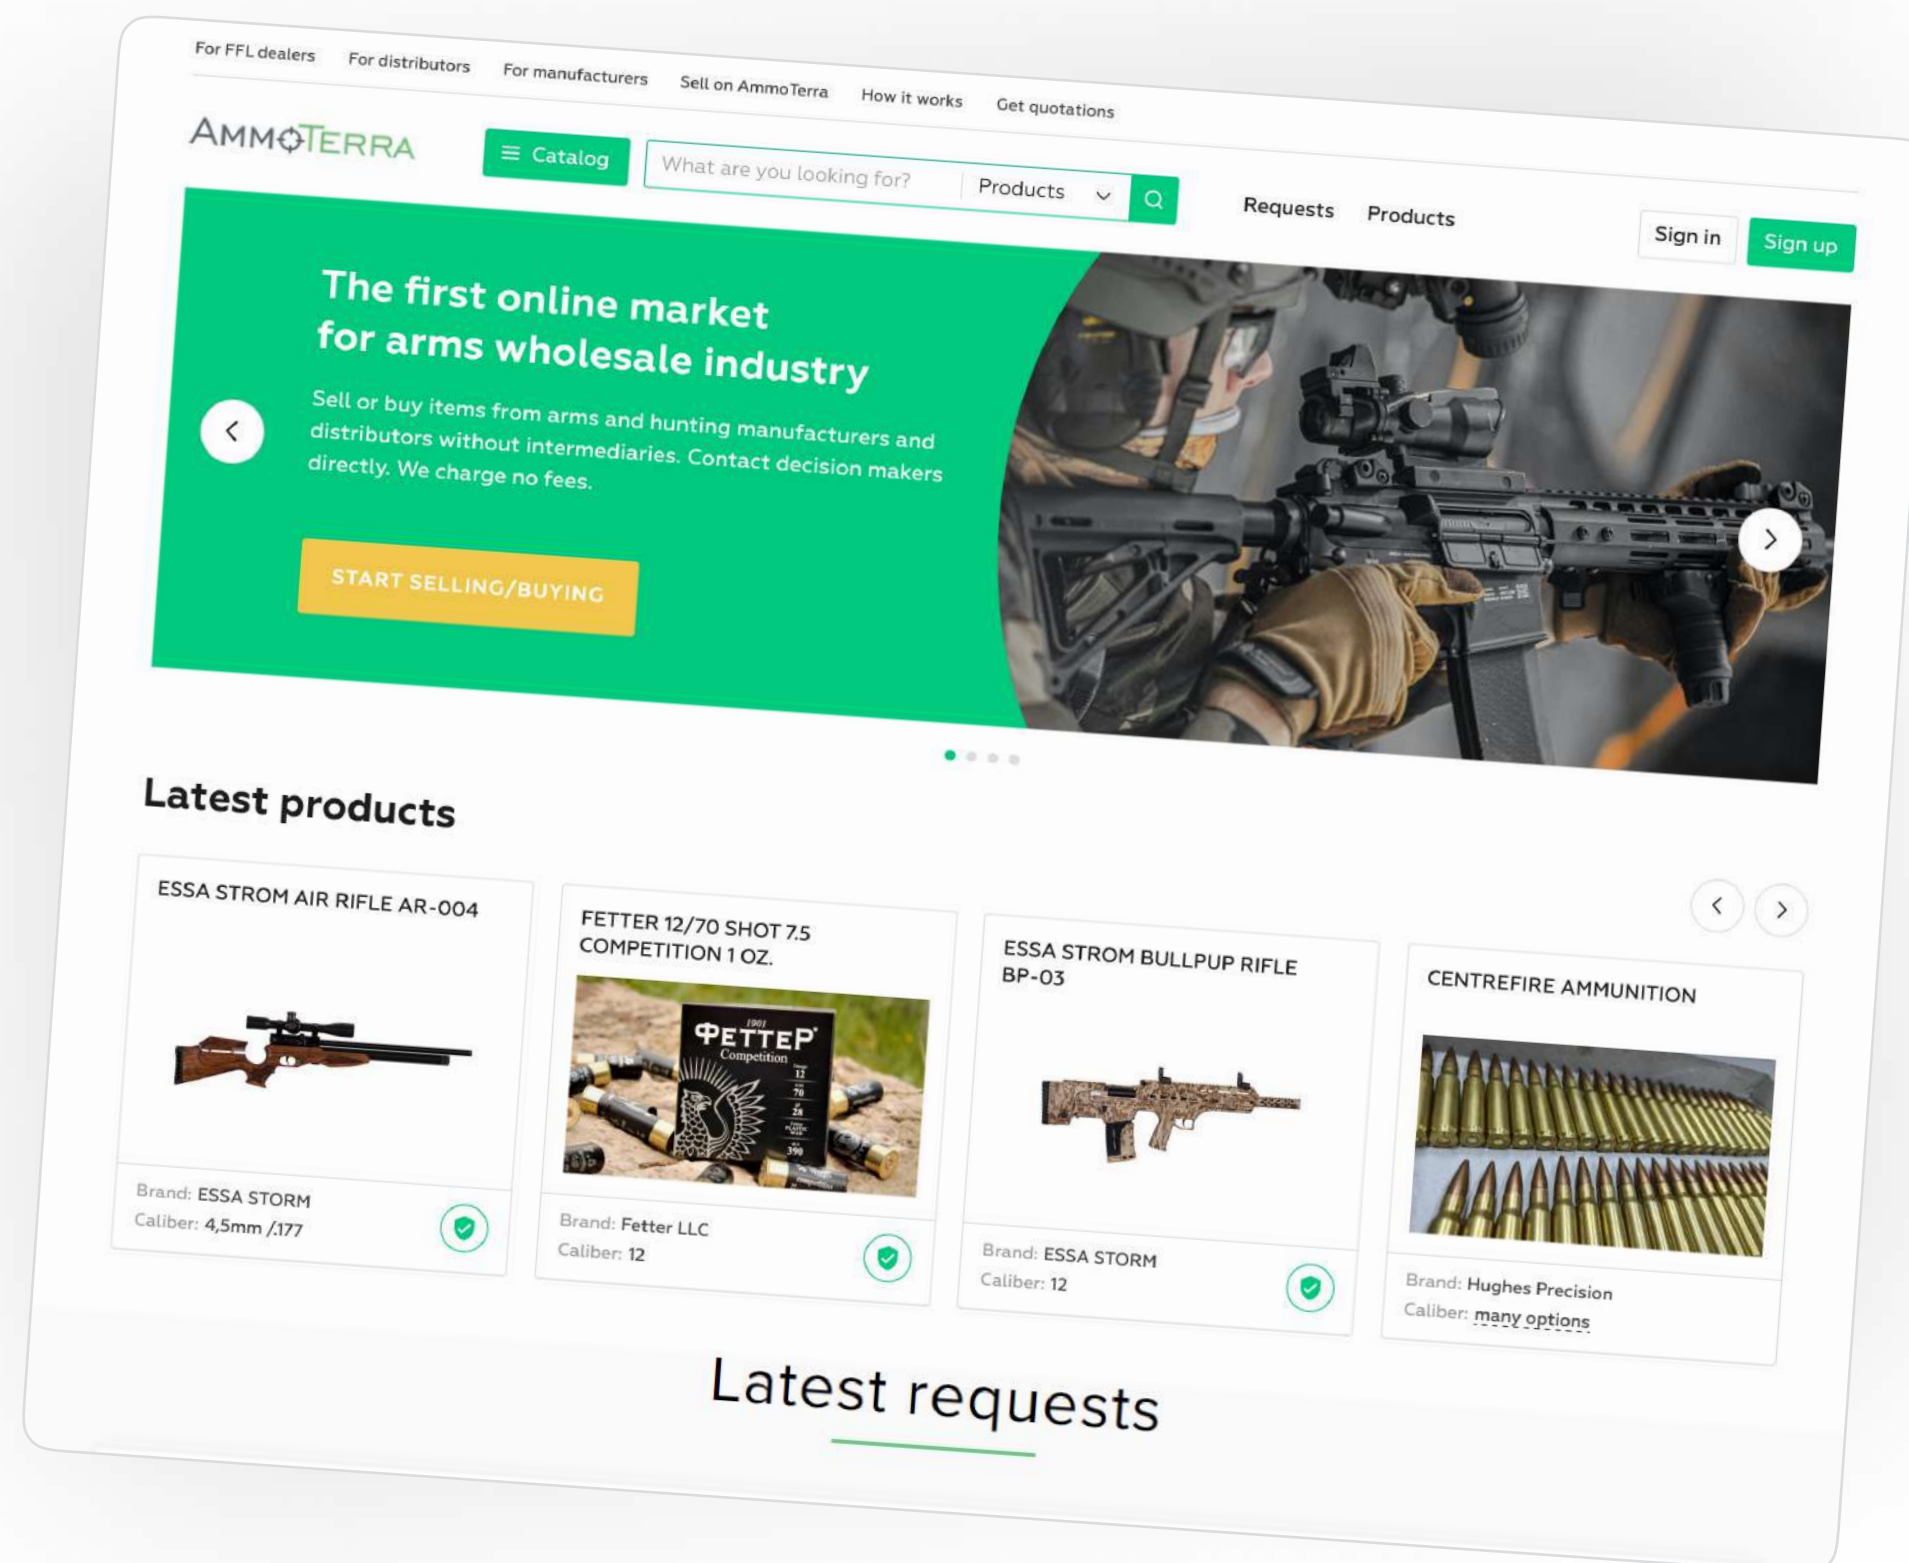 For FFL dealers For distributors For manufacturers Sell on AmmoTerra How it works Get quotations
AMMOTERRA
Catalog
What are you looking for?
Products
Requests Products
Sign in
Sign up
The first online market
for arms wholesale industry
Sell or buy items from arms and hunting manufacturers and
distributors without intermediaries. Contact decision makers
directly. We charge no fees.
START SELLING/BUYING
Latest products
ESSA STROM AIR RIFLE AR-004
Brand: ESSA STORM
Caliber: 4,5mm /.177
FETTER 12/70 SHOT 7.5
COMPETITION 1 OZ.
1901
ФЕТТЕР
Competition
12
70
28
390
Brand: Fetter LLC
Caliber: 12
ESSA STROM BULLPUP RIFLE
BP-03
Brand: ESSA STORM
Caliber: 12
CENTREFIRE AMMUNITION
Brand: Hughes Precision
Caliber: many options
Latest requests